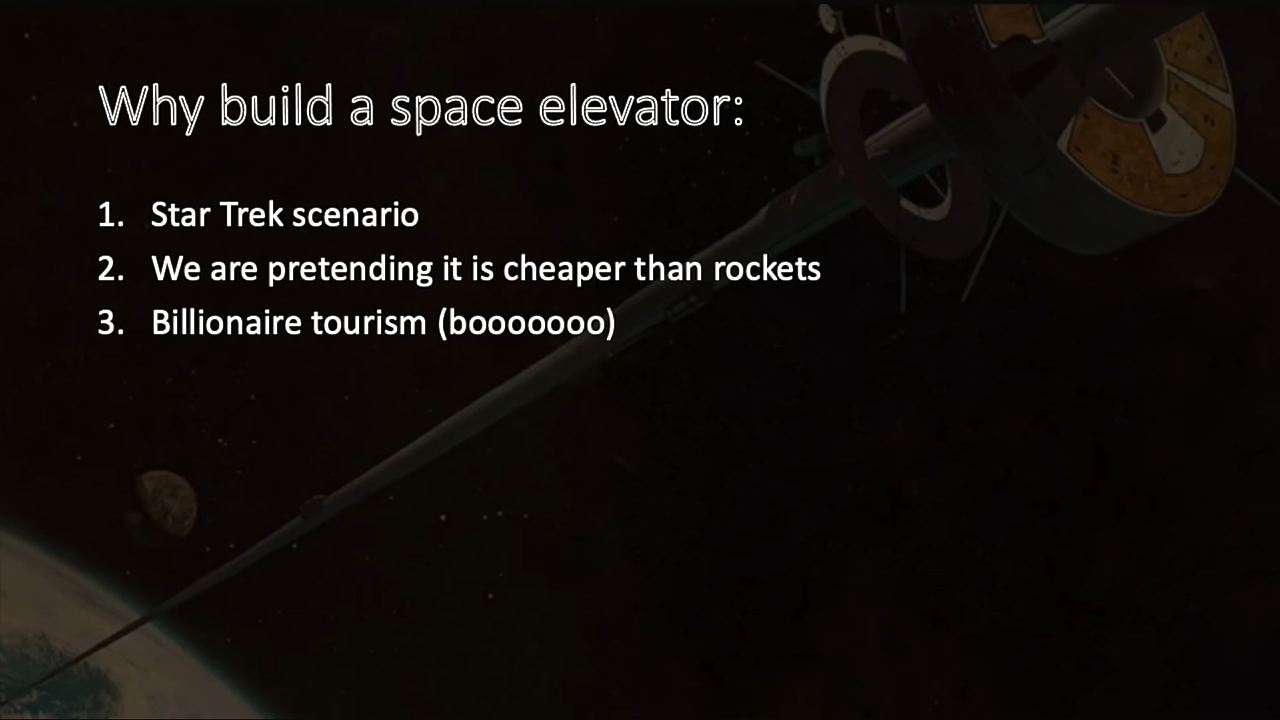 Why build a space elevator:
1. Star Trek scenario
2. We are pretending it is cheaper than rockets
3. Billionaire tourism (booooooo)